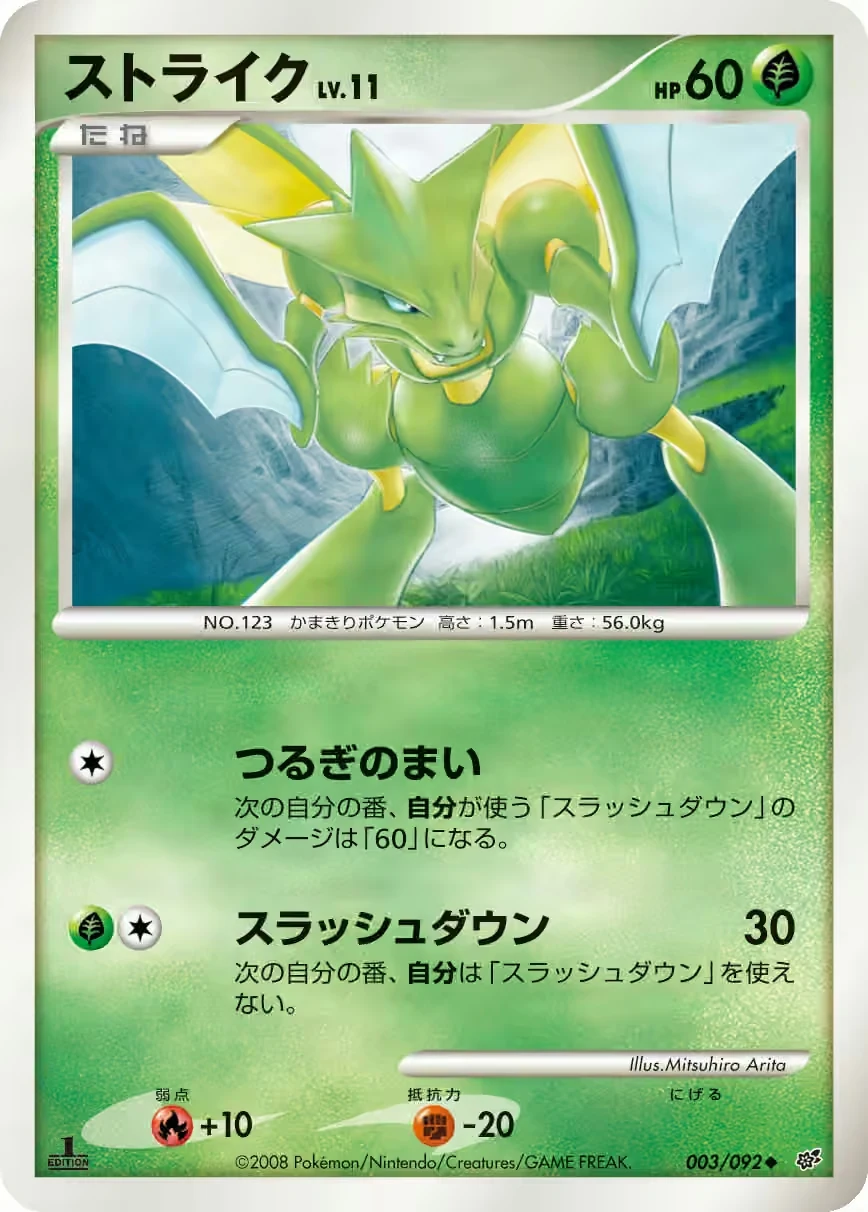 ストライク LV.11 HP 60
たね
NO.123 かまきりポケモン 高さ：1.5m 重さ：56.0kg
つるぎのまい
次の自分の番、自分が使う「スラッシュダウン」の
ダメージは「60」になる。
スラッシュダウン 30
次の自分の番、自分は「スラッシュダウン」を使え
ない。
Illus.Mitsuhiro Arita
弱点 抵抗力 にげる
+10 -20
1 EDITION
©2008 Pokémon/Nintendo/Creatures/GAME FREAK. 003/092◆